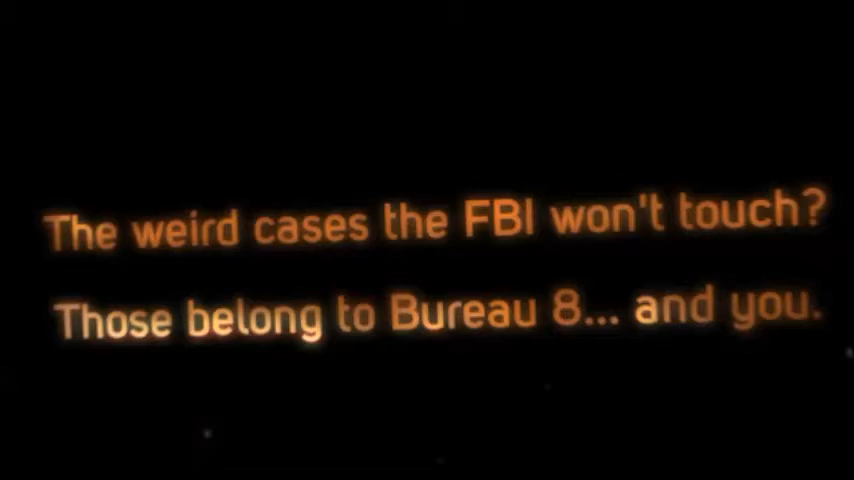 The weird cases the FBI won't touch?
Those belong to Bureau 8... and you.